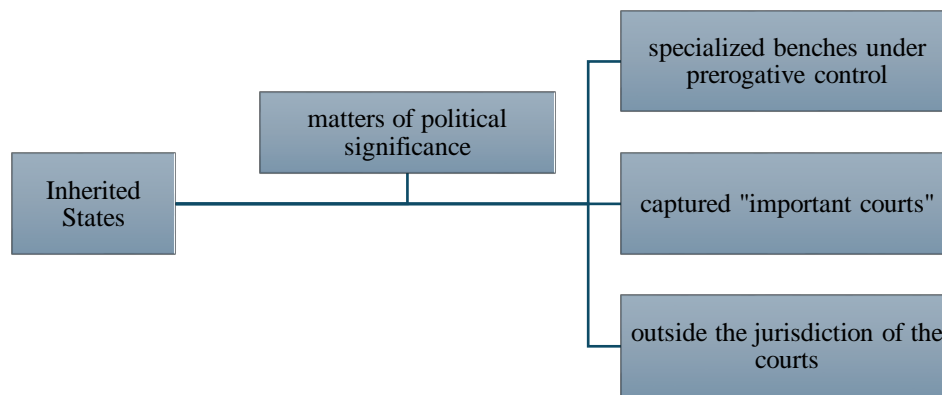 specialized benches under
prerogative control
matters of political
significance
Inherited
States
captured "important courts"
outside the jurisdiction of the
courts